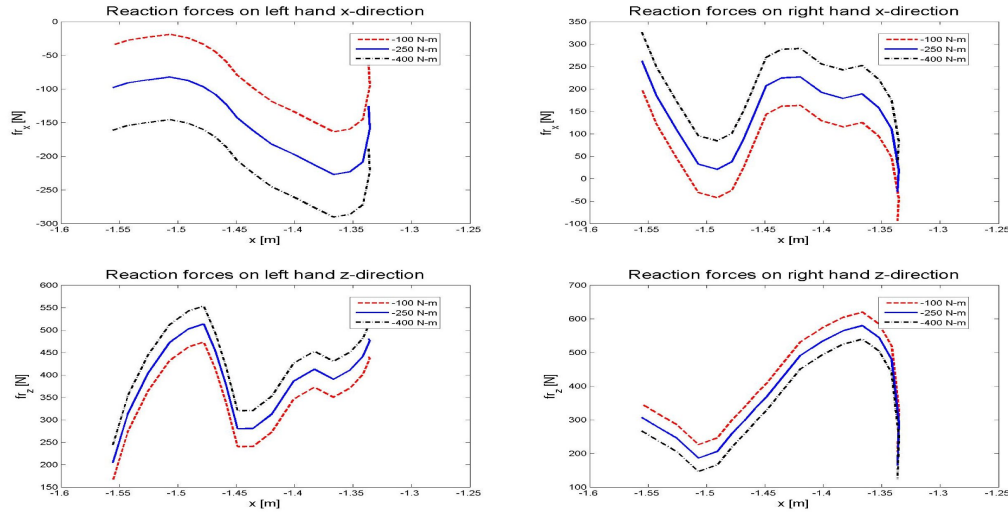 Reaction forces on left hand x-direction
0
-50
-100
-150
-200
-250
-300
fr_x [N]
-100 N-m
-250 N-m
-400 N-m
-1.6 -1.55 -1.5 -1.45 -1.4 -1.35 -1.3 -1.25
x [m]
Reaction forces on right hand x-direction
350
300
250
200
150
100
50
0
-50
-100
fr_x [N]
-100 N-m
-250 N-m
-400 N-m
-1.6 -1.55 -1.5 -1.45 -1.4 -1.35 -1.3 -1.25
x [m]
Reaction forces on left hand z-direction
600
550
500
450
400
350
300
250
200
150
fr_z [N]
-100 N-m
-250 N-m
-400 N-m
-1.6 -1.55 -1.5 -1.45 -1.4 -1.35 -1.3 -1.25
x [m]
Reaction forces on right hand z-direction
700
600
500
400
300
200
100
fr_z [N]
-100 N-m
-250 N-m
-400 N-m
-1.6 -1.55 -1.5 -1.45 -1.4 -1.35 -1.3 -1.25
x [m]